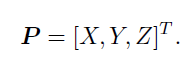 P = [X, Y, Z]^T.